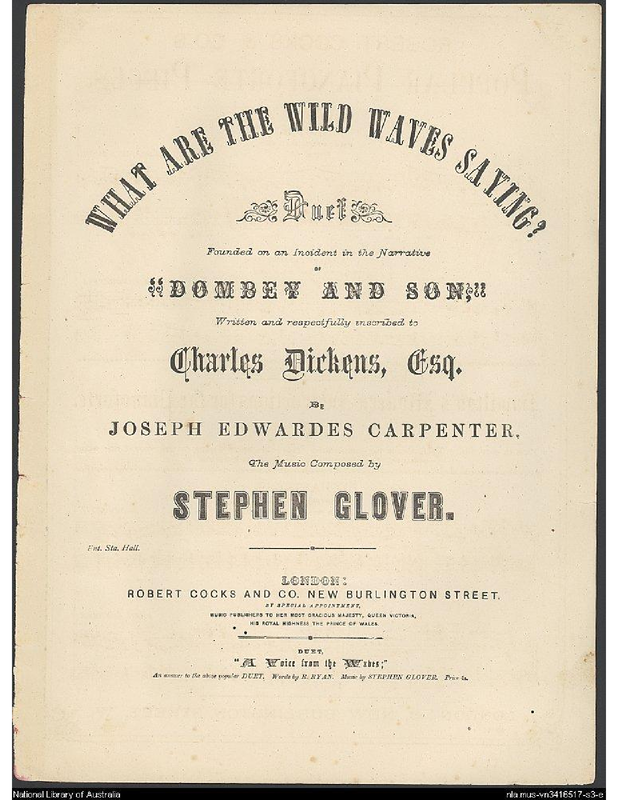 WHAT ARE THE WILD WAVES SAYING?
Duet
Founded on an Incident in the Narrative
OF
"DOMBEY AND SON,"
Written and respectfully inscribed to
Charles Dickens, Esq.
By
JOSEPH EDWARDES CARPENTER.
The Music Composed by
STEPHEN GLOVER.
Ent. Sta. Hall.
LONDON:
ROBERT COCKS AND CO. NEW BURLINGTON STREET,
BY SPECIAL APPOINTMENT,
MUSIC PUBLISHERS TO HER MOST GRACIOUS MAJESTY, QUEEN VICTORIA,
HIS ROYAL HIGHNESS THE PRINCE OF WALES.
DUET,
"A Voice from the Waves;"
An answer to the above popular DUET. Words by R. RYAN. Music by STEPHEN GLOVER. Price
National Library of Australia
nla.mus-vn3416517-s3-e